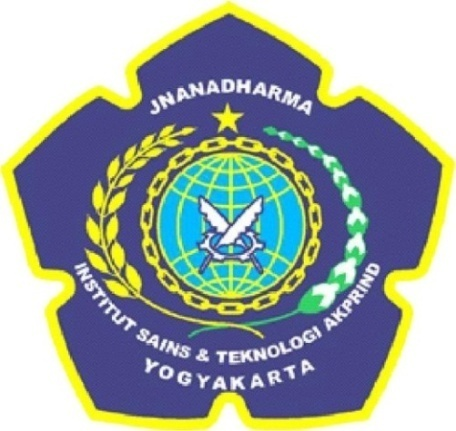 JNANADHARMA
INSTITUT SAINS & TEKNOLOGI AKPRIND
YOGYAKARTA